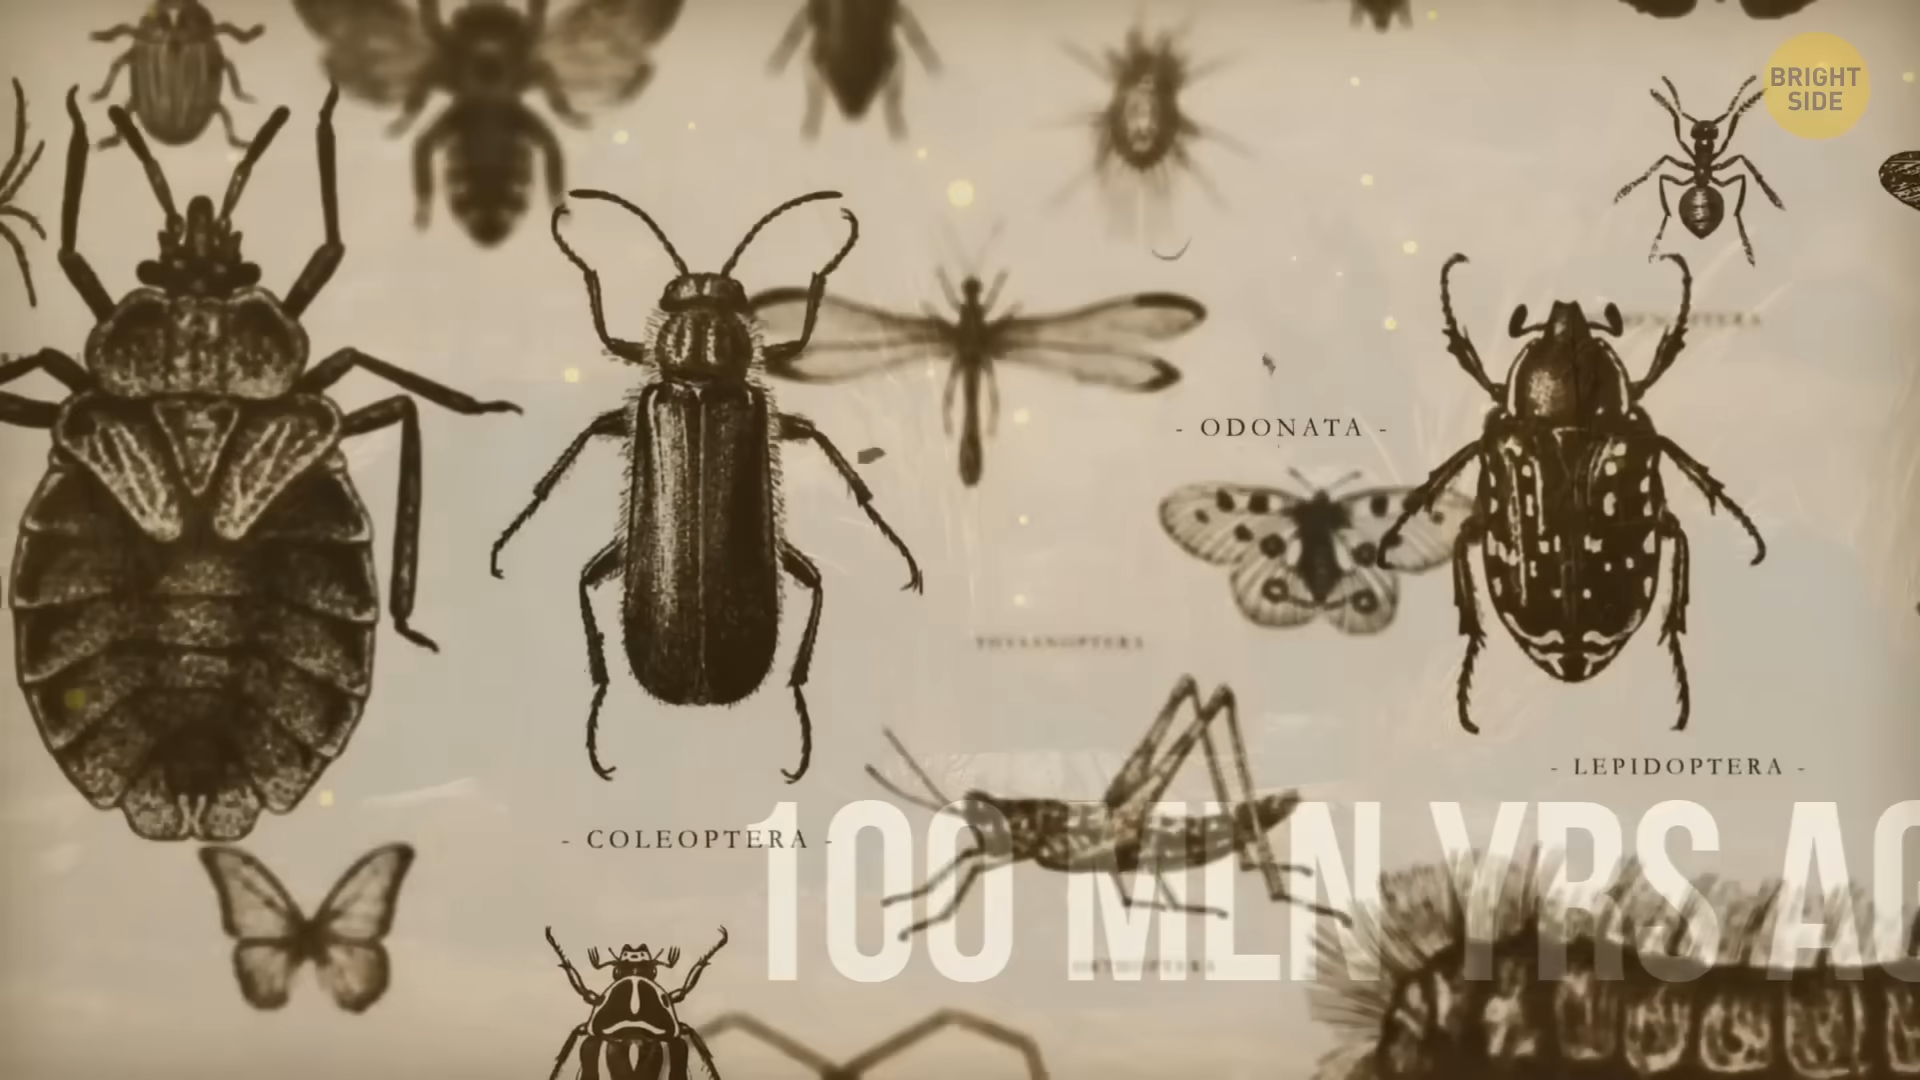 BRIGHT
SIDE
- ODONATA -
- LEPIDOPTERA -
- COLEOPTERA -
100 MLN YRS AG